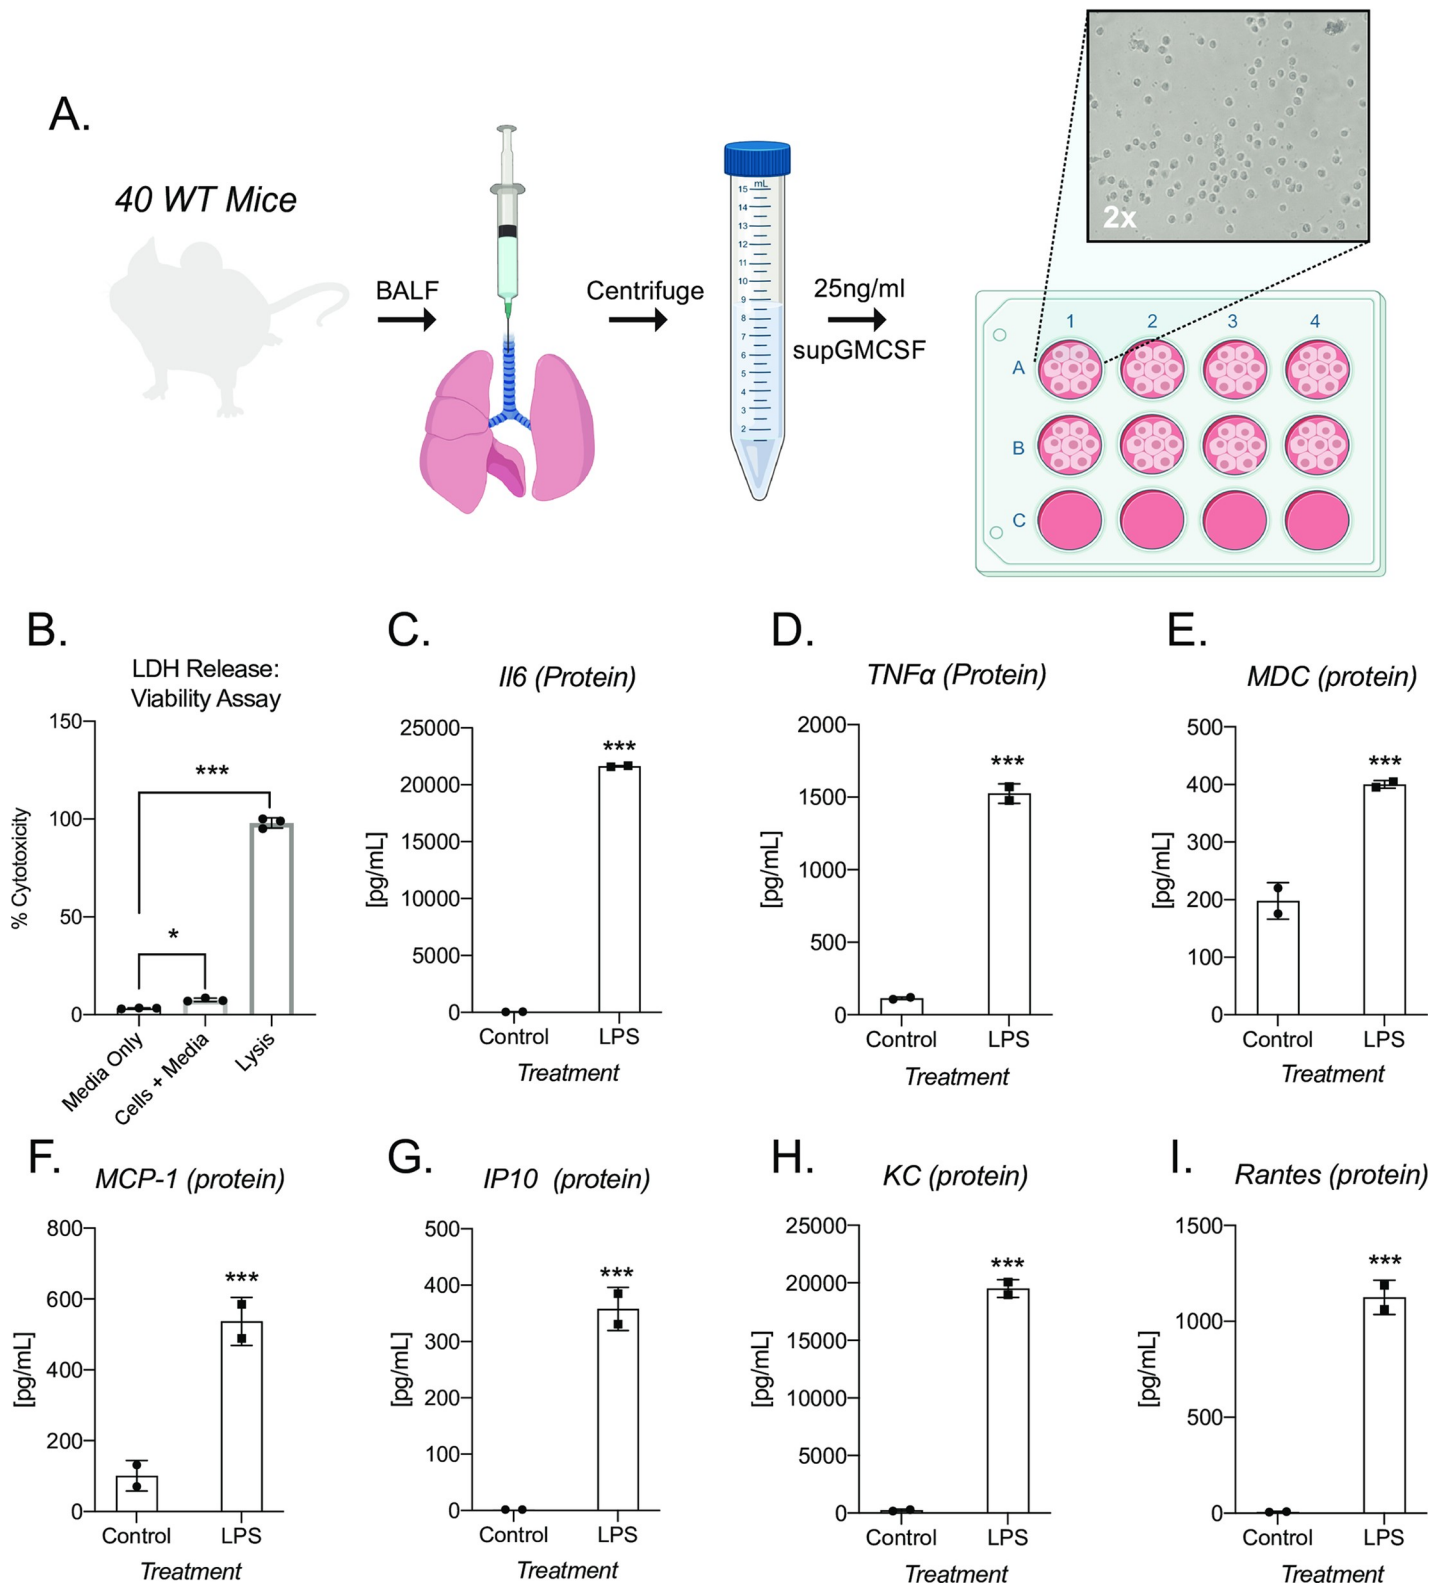 A.
40 WT Mice
BALF
Centrifuge
mL
15
14
13
12
11
10
9
8
7
6
5
4
3
2
25ng/ml
supGMCSF
2x
1 2 3 4
A
B
C
B.
LDH Release:
Viability Assay
% Cytotoxicity
150
100
50
0
***
*
Media Only
Cells + Media
Lysis
C.
Il6 (Protein)
[pg/mL]
25000
20000
15000
10000
5000
0
***
Control LPS
Treatment
D.
TNFα (Protein)
[pg/mL]
2000
1500
1000
500
0
***
Control LPS
Treatment
E.
MDC (protein)
[pg/mL]
500
400
300
200
100
0
***
Control LPS
Treatment
F.
MCP-1 (protein)
[pg/mL]
800
600
400
200
0
***
Control LPS
Treatment
G.
IP10 (protein)
[pg/mL]
500
400
300
200
100
0
***
Control LPS
Treatment
H.
KC (protein)
[pg/mL]
25000
20000
15000
10000
5000
0
***
Control LPS
Treatment
I.
Rantes (protein)
[pg/mL]
1500
1000
500
0
***
Control LPS
Treatment